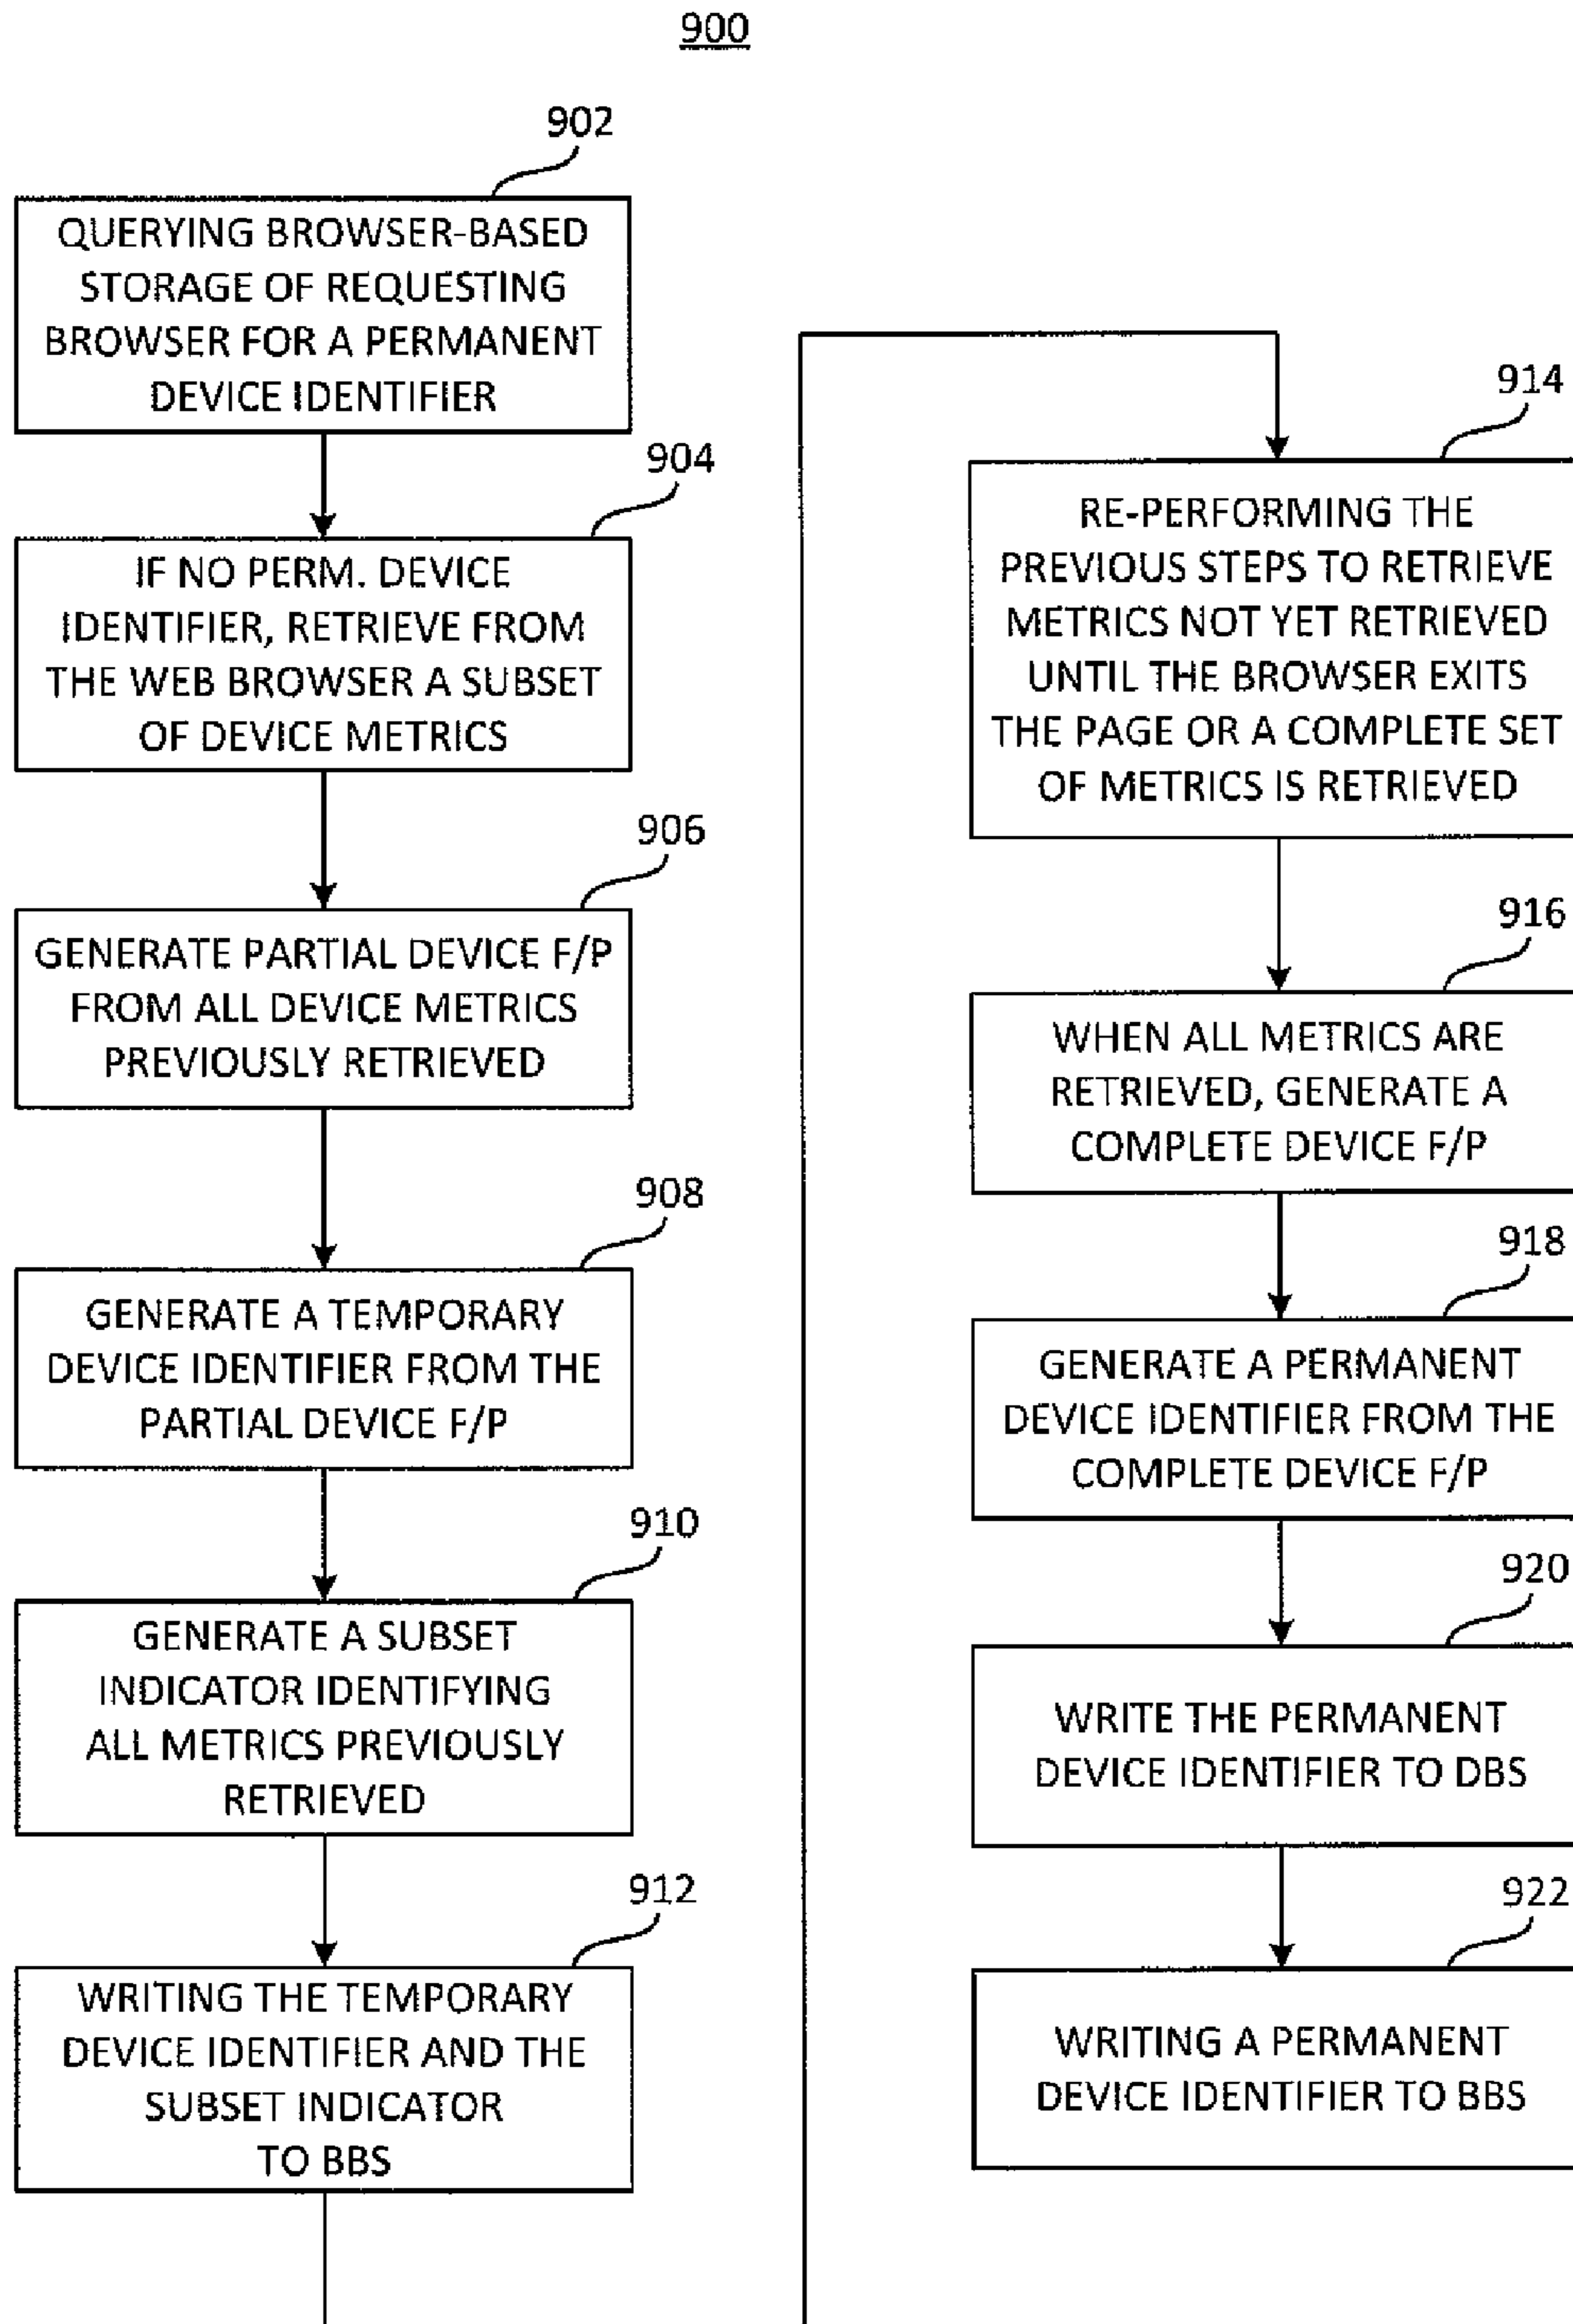 900
902
QUERYING BROWSER-BASED
STORAGE OF REQUESTING
BROWSER FOR A PERMANENT
DEVICE IDENTIFIER
904
IF NO PERM. DEVICE
IDENTIFIER, RETRIEVE FROM
THE WEB BROWSER A SUBSET
OF DEVICE METRICS
906
GENERATE PARTIAL DEVICE F/P
FROM ALL DEVICE METRICS
PREVIOUSLY RETRIEVED
908
GENERATE A TEMPORARY
DEVICE IDENTIFIER FROM THE
PARTIAL DEVICE F/P
910
GENERATE A SUBSET
INDICATOR IDENTIFYING
ALL METRICS PREVIOUSLY
RETRIEVED
912
WRITING THE TEMPORARY
DEVICE IDENTIFIER AND THE
SUBSET INDICATOR
TO BBS
914
RE-PERFORMING THE
PREVIOUS STEPS TO RETRIEVE
METRICS NOT YET RETRIEVED
UNTIL THE BROWSER EXITS
THE PAGE OR A COMPLETE SET
OF METRICS IS RETRIEVED
916
WHEN ALL METRICS ARE
RETRIEVED, GENERATE A
COMPLETE DEVICE F/P
918
GENERATE A PERMANENT
DEVICE IDENTIFIER FROM THE
COMPLETE DEVICE F/P
920
WRITE THE PERMANENT
DEVICE IDENTIFIER TO DBS
922
WRITING A PERMANENT
DEVICE IDENTIFIER TO BBS